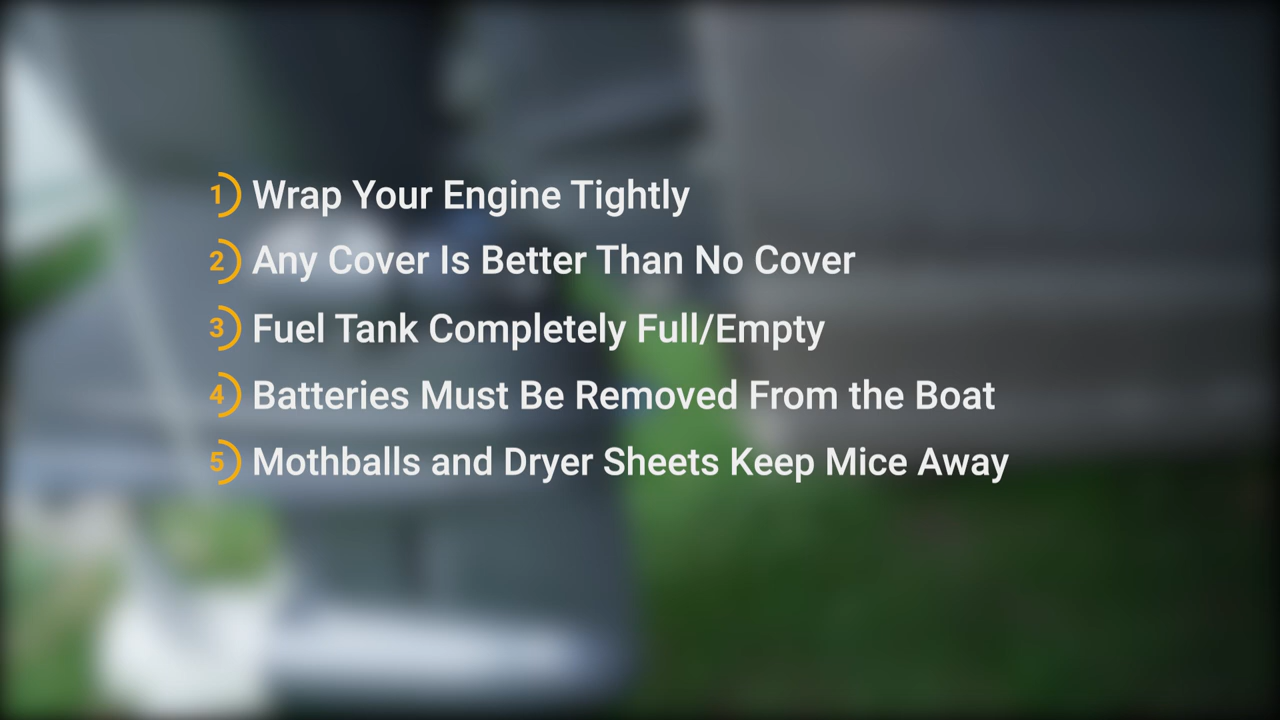 1 Wrap Your Engine Tightly
2 Any Cover Is Better Than No Cover
3 Fuel Tank Completely Full/Empty
4 Batteries Must Be Removed From the Boat
5 Mothballs and Dryer Sheets Keep Mice Away